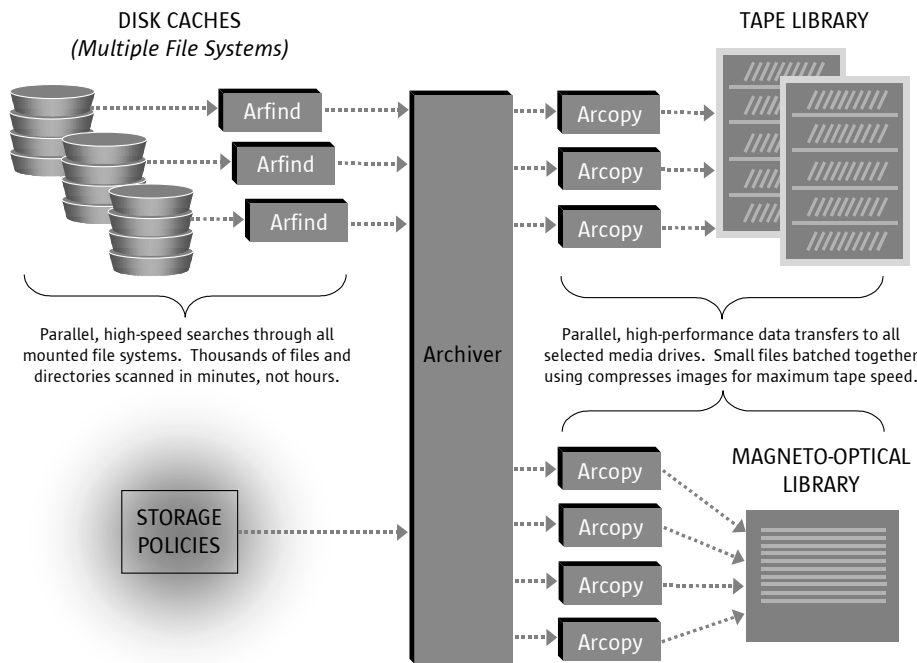 DISK CACHES
(Multiple File Systems)
TAPE LIBRARY
Arfind
Arfind
Arfind
Arcopy
Arcopy
Arcopy
Parallel, high-speed searches through all
mounted file systems. Thousands of files and
directories scanned in minutes, not hours.
Archiver
Parallel, high-performance data transfers to all
selected media drives. Small files batched together
using compresses images for maximum tape speed.
STORAGE
POLICIES
Arcopy
Arcopy
Arcopy
Arcopy
MAGNETO-OPTICAL
LIBRARY